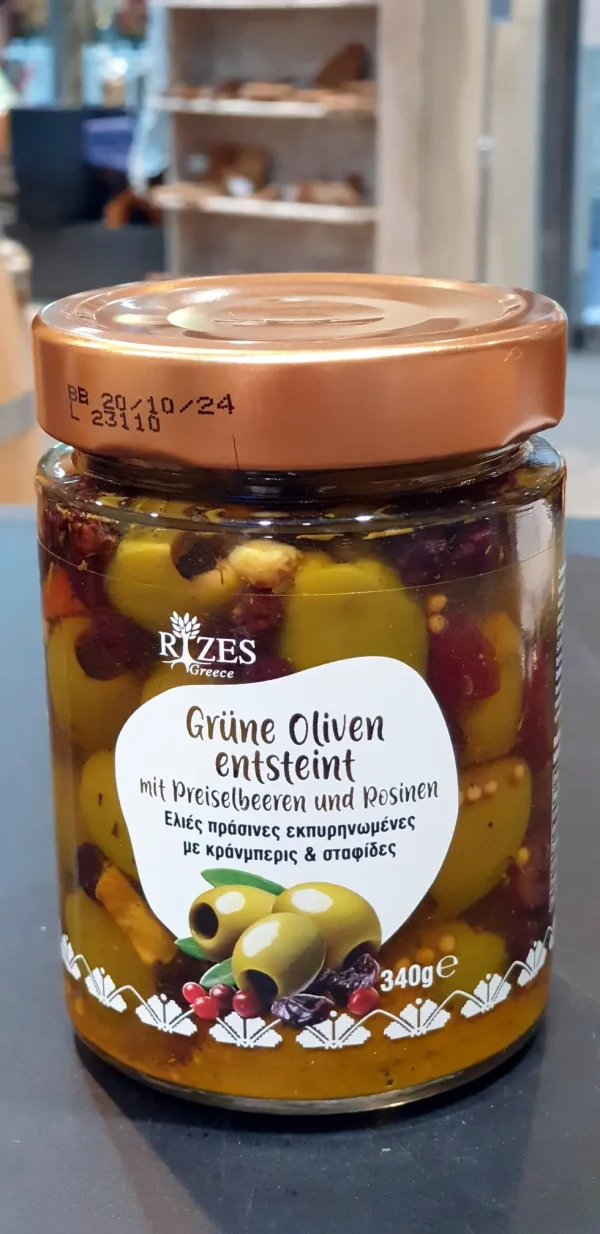 BB 20/10/24
L 23110
RIZES
Greece
Grüne Oliven
entsteint
mit Preiselbeeren und Rosinen
Ελιές πράσινες εκπυρηνωμένες
με κράνμπερις & σταφίδες
340g℮